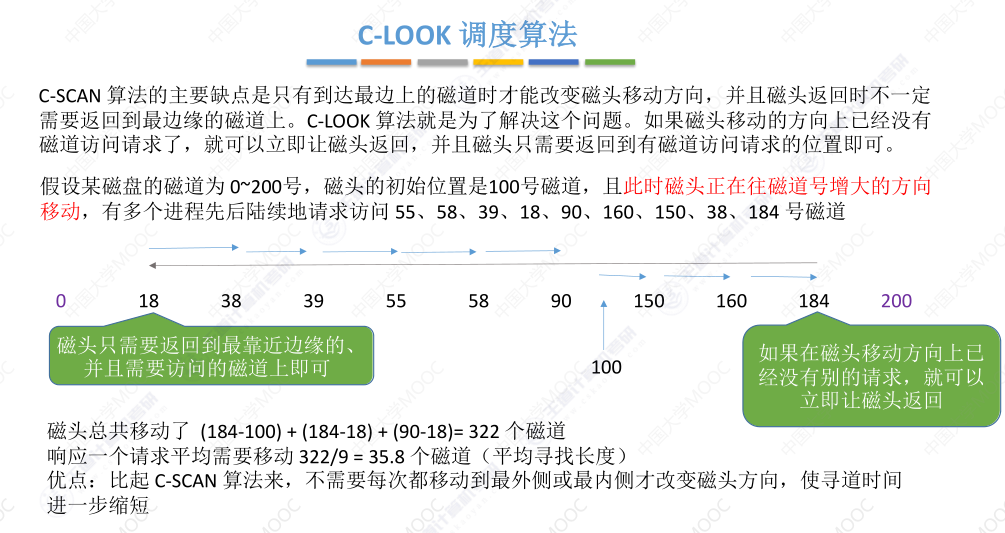 C-LOOK 调度算法
C-SCAN 算法的主要缺点是只有到达最边上的磁道时才能改变磁头移动方向，并且磁头返回时不一定
需要返回到最边缘的磁道上。C-LOOK 算法就是为了解决这个问题。如果磁头移动的方向上已经没有
磁道访问请求了，就可以立即让磁头返回，并且磁头只需要返回到有磁道访问请求的位置即可。
假设某磁盘的磁道为 0~200号，磁头的初始位置是100号磁道，且此时磁头正在往磁道号增大的方向
移动，有多个进程先后陆续地请求访问 55、58、39、18、90、160、150、38、184 号磁道
0 18 38 39 55 58 90 150 160 184 200
100
磁头只需要返回到最靠近边缘的、
并且需要访问的磁道上即可
如果在磁头移动方向上已
经没有别的请求，就可以
立即让磁头返回
磁头总共移动了 (184-100) + (184-18) + (90-18)= 322 个磁道
响应一个请求平均需要移动 322/9 = 35.8 个磁道（平均寻找长度）
优点：比起 C-SCAN 算法来，不需要每次都移动到最外侧或最内侧才改变磁头方向，使寻道时间
进一步缩短
中国大学MOOC
王道计算机考研